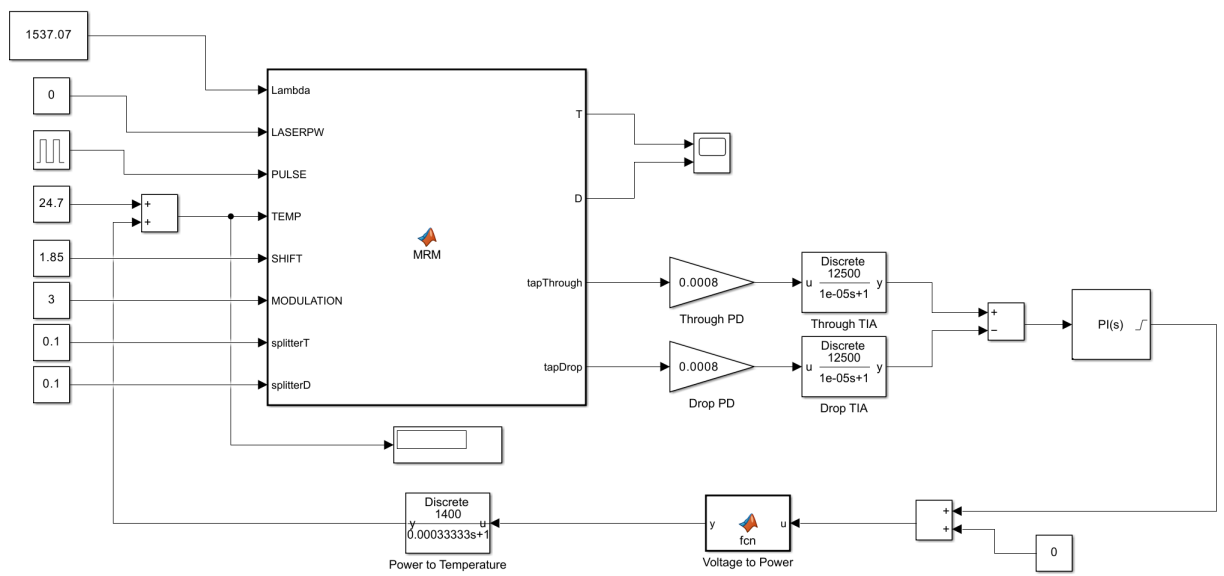 1537.07
0
24.7
+
+
1.85
3
0.1
0.1
Lambda
LASERPW
PULSE
TEMP
SHIFT
MODULATION
splitterT
splitterD
MRM
T
D
tapThrough
tapDrop
0.0008
Through PD
0.0008
Drop PD
Discrete
12500
u y
1e-05s+1
Through TIA
Discrete
12500
u y
1e-05s+1
Drop TIA
+
−
PI(s)
Discrete
1400
y u
0.00033333s+1
Power to Temperature
y u
fcn
Voltage to Power
+
+
0